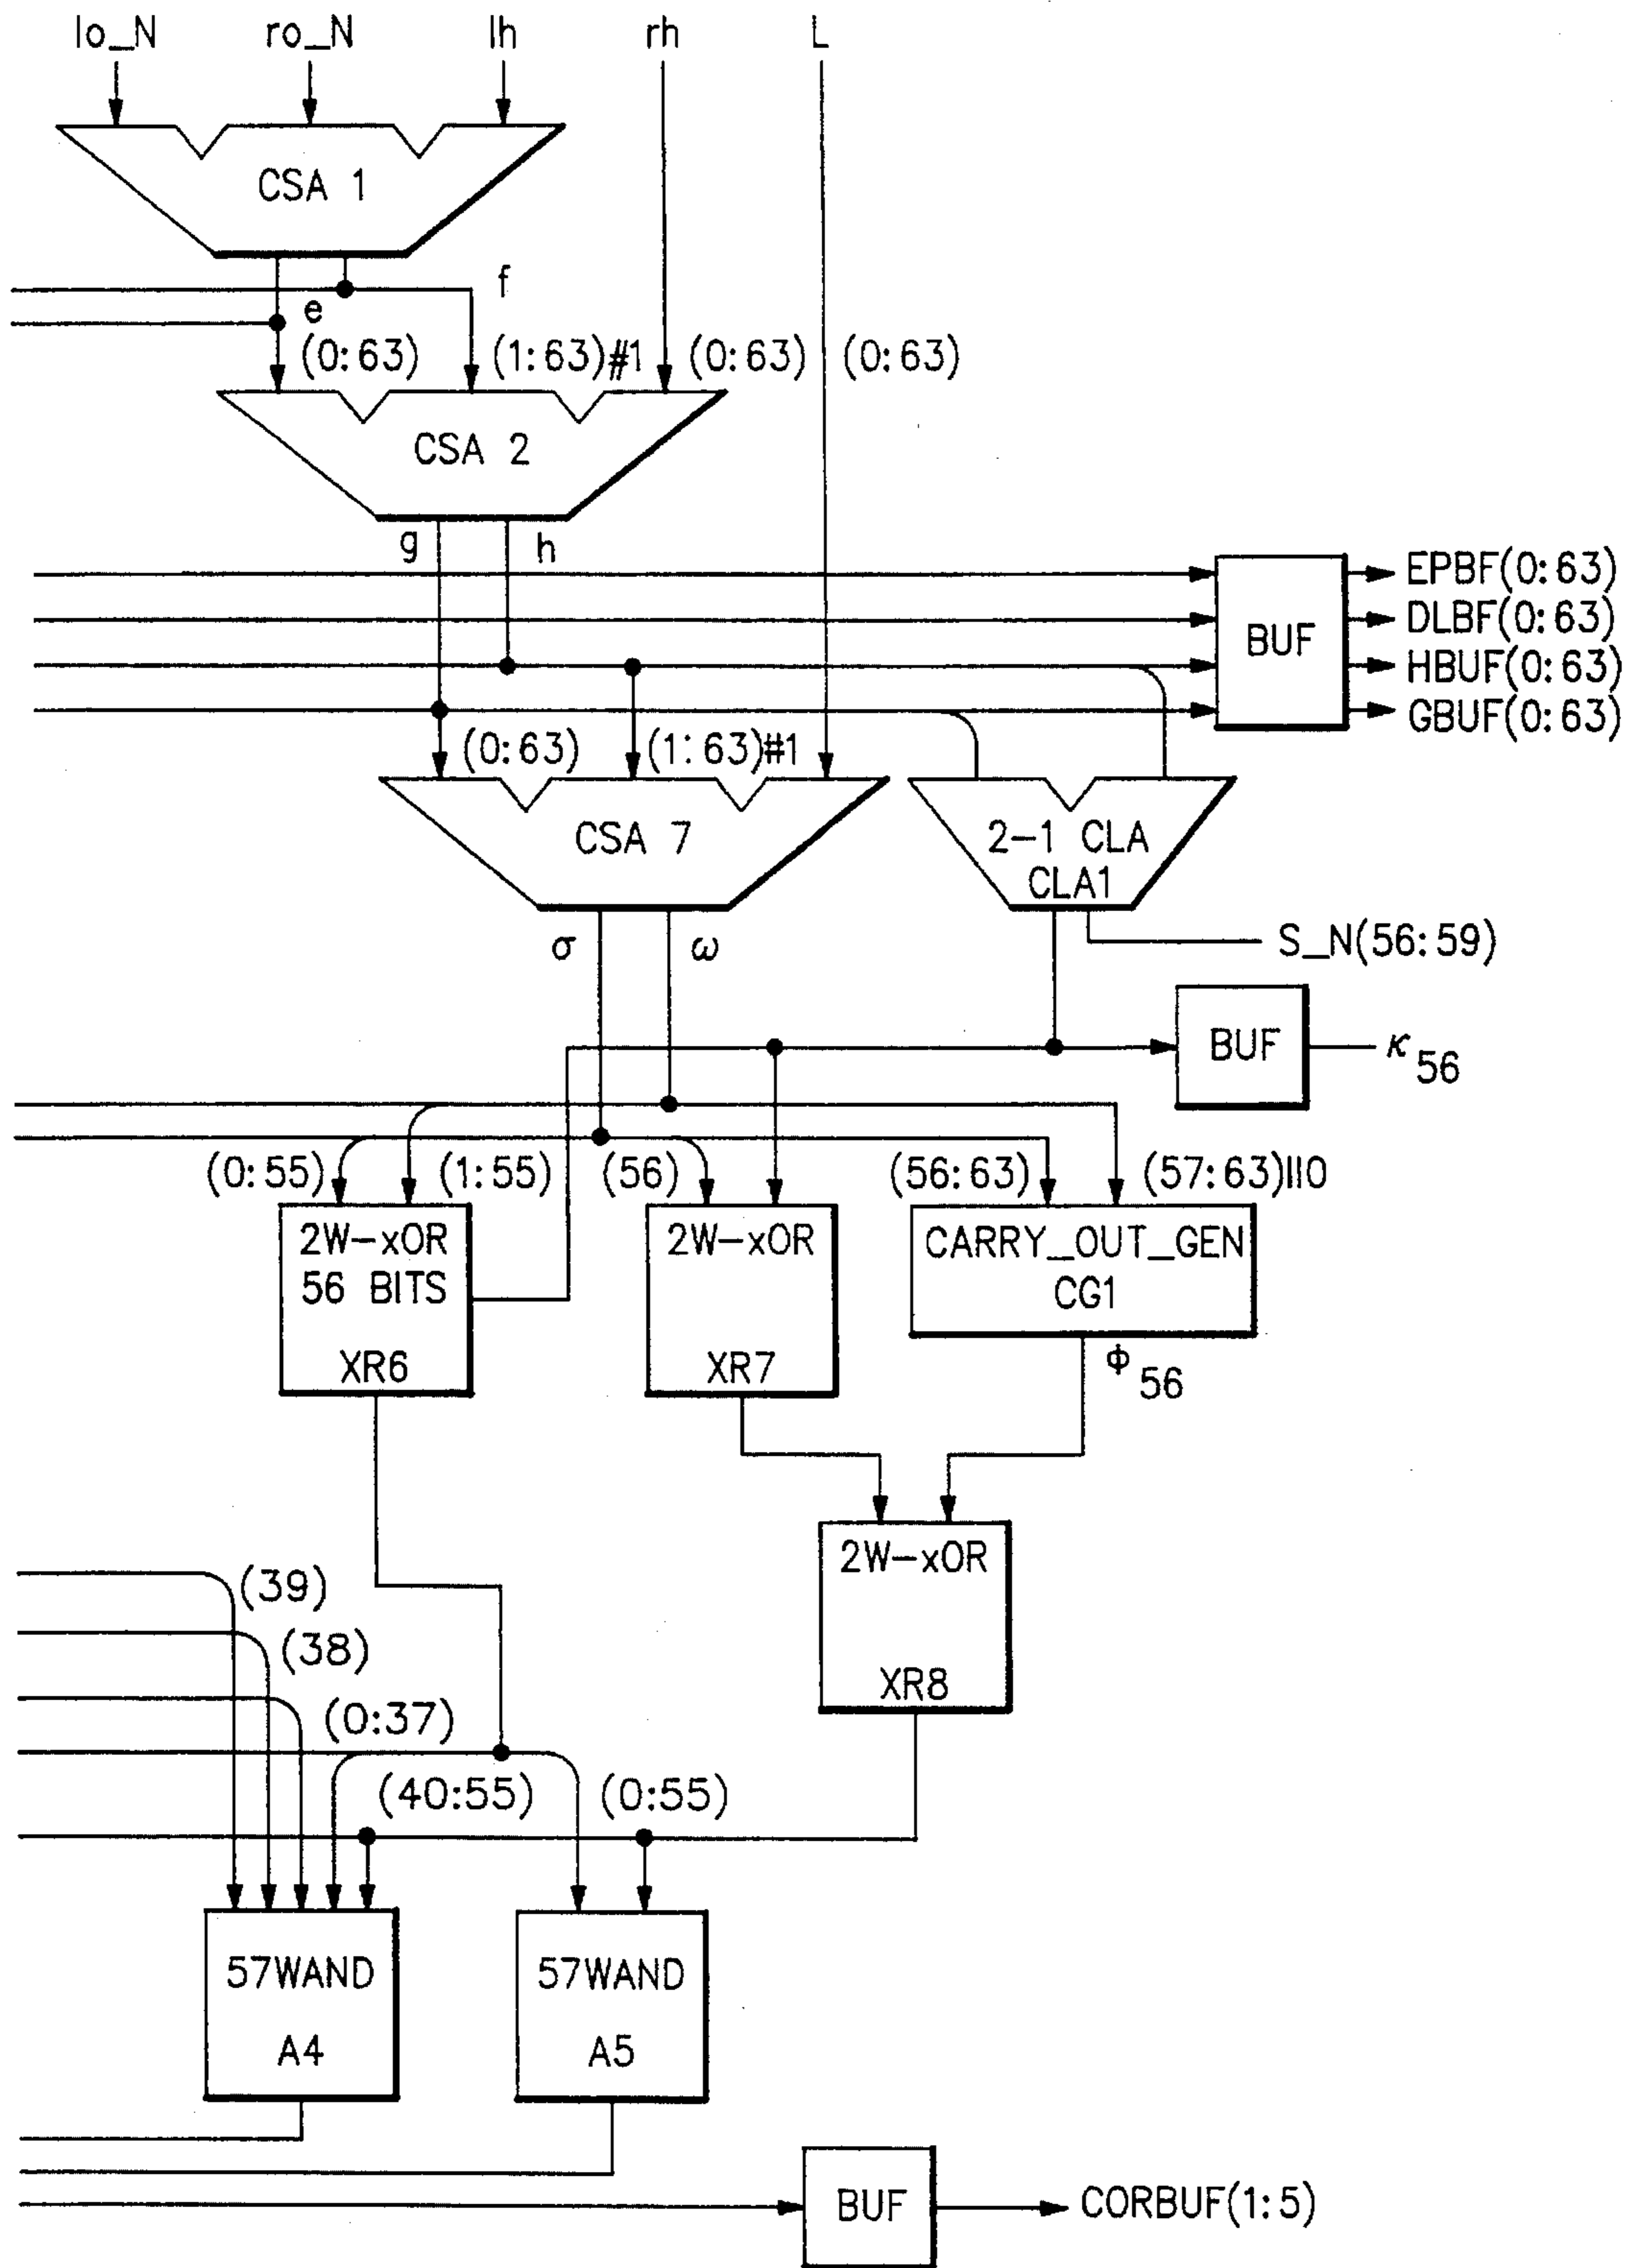 lo_N ro_N lh rh L
CSA 1
f
e
(0:63) (1:63)#1 (0:63) (0:63)
CSA 2
g h
EPBF(0:63)
DLBF(0:63)
BUF
HBUF(0:63)
GBUF(0:63)
(0:63) (1:63)#1
CSA 7
2-1 CLA
CLA1
σ ω
S_N(56:59)
BUF
κ56
(0:55) (1:55) (56) (56:63) (57:63)||0
2W-xOR
56 BITS
XR6
2W-xOR
XR7
CARRY_OUT_GEN
CG1
Φ56
2W-xOR
XR8
(39)
(38)
(0:37)
(40:55) (0:55)
57WAND
A4
57WAND
A5
BUF
CORBUF(1:5)